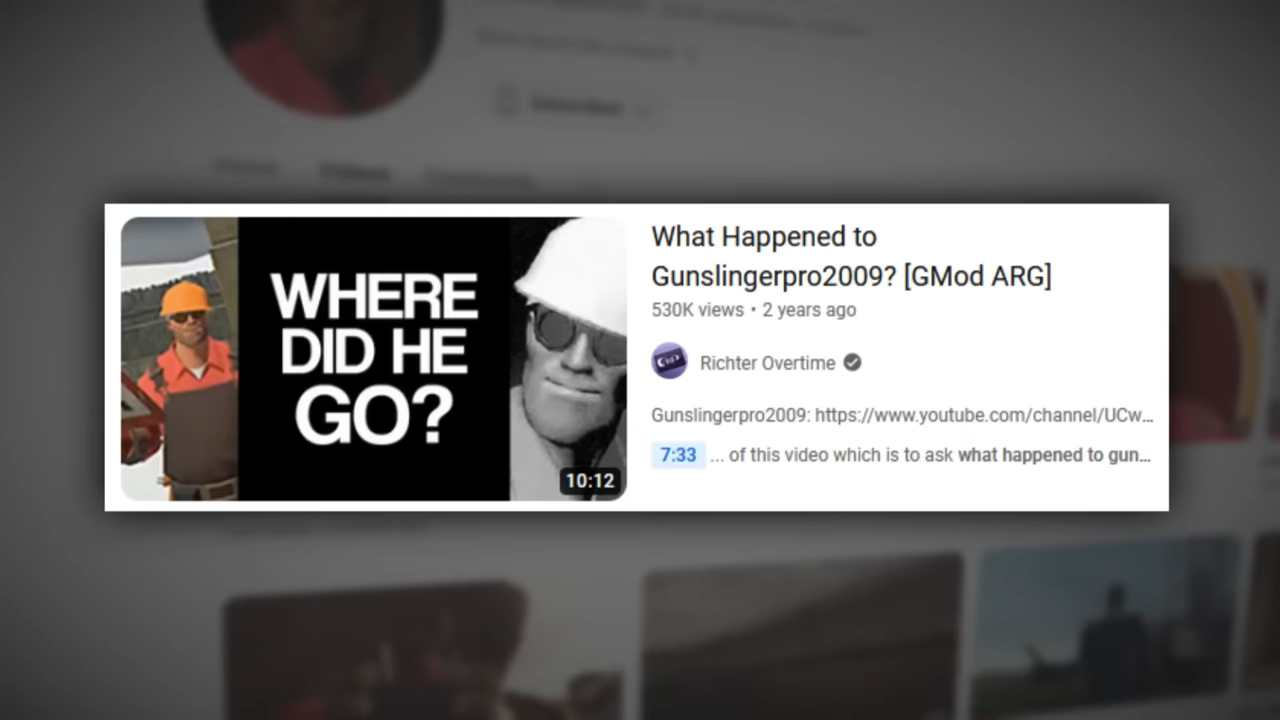 WHERE
DID HE
GO?
10:12
What Happened to
Gunslingerpro2009? [GMod ARG]
530K views • 2 years ago
Richter Overtime
Gunslingerpro2009: https://www.youtube.com/channel/UCw...
7:33 ... of this video which is to ask what happened to gun...